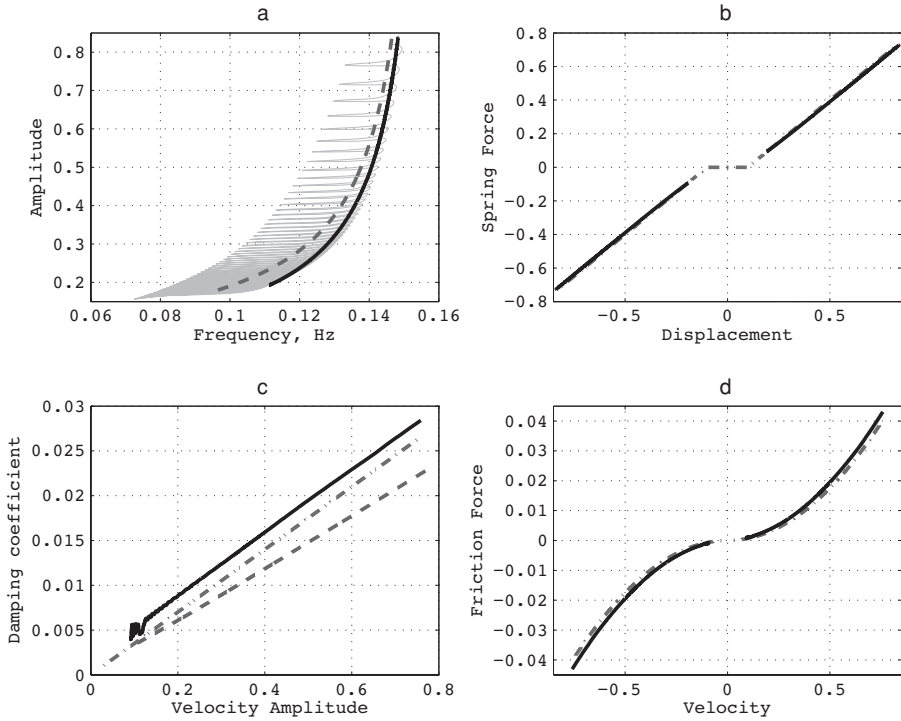 a
Amplitude
0.8
0.7
0.6
0.5
0.4
0.3
0.2
0.06 0.08 0.1 0.12 0.14 0.16
Frequency, Hz
b
Spring Force
0.8
0.6
0.4
0.2
0
−0.2
−0.4
−0.6
−0.8
−0.5 0 0.5
Displacement
c
Damping coefficient
0.03
0.025
0.02
0.015
0.01
0.005
0
0 0.2 0.4 0.6 0.8
Velocity Amplitude
d
Friction Force
0.04
0.03
0.02
0.01
0
−0.01
−0.02
−0.03
−0.04
−0.5 0 0.5
Velocity